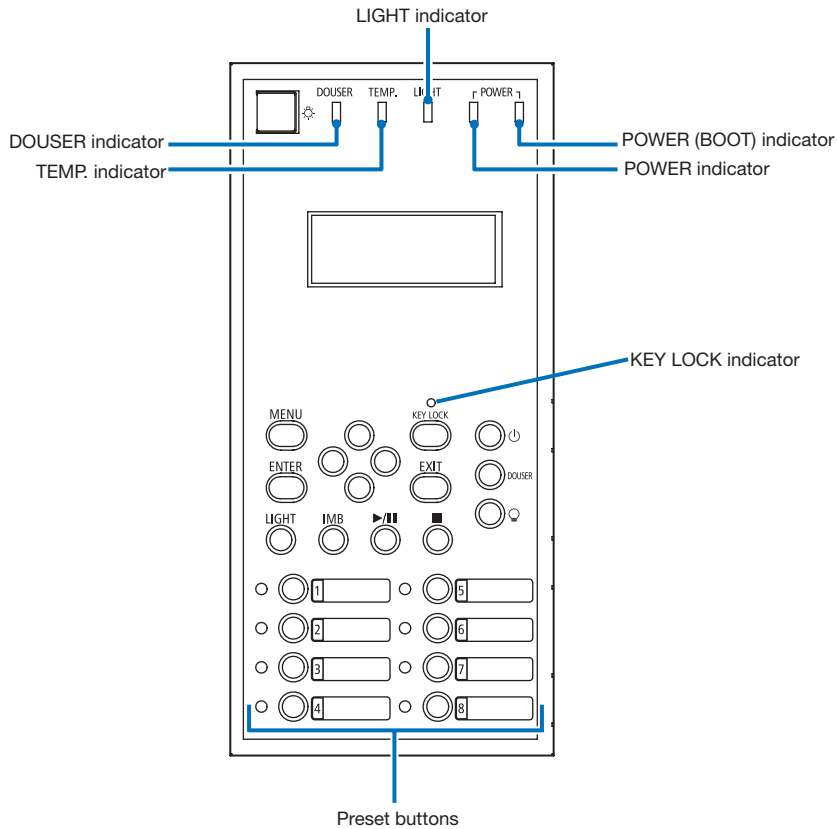 LIGHT indicator
DOUSER TEMP. LIGHT POWER
DOUSER indicator
POWER (BOOT) indicator
TEMP. indicator
POWER indicator
KEY LOCK indicator
MENU
KEY LOCK
ENTER
EXIT
DOUSER
LIGHT IMB
1
5
2
6
3
7
4
8
Preset buttons